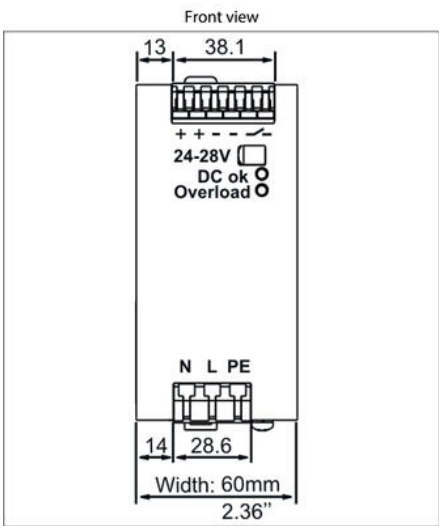 Front view
13 38.1
+ + - -
24-28V
DC ok
Overload
N L PE
14 28.6
Width: 60mm
2.36"